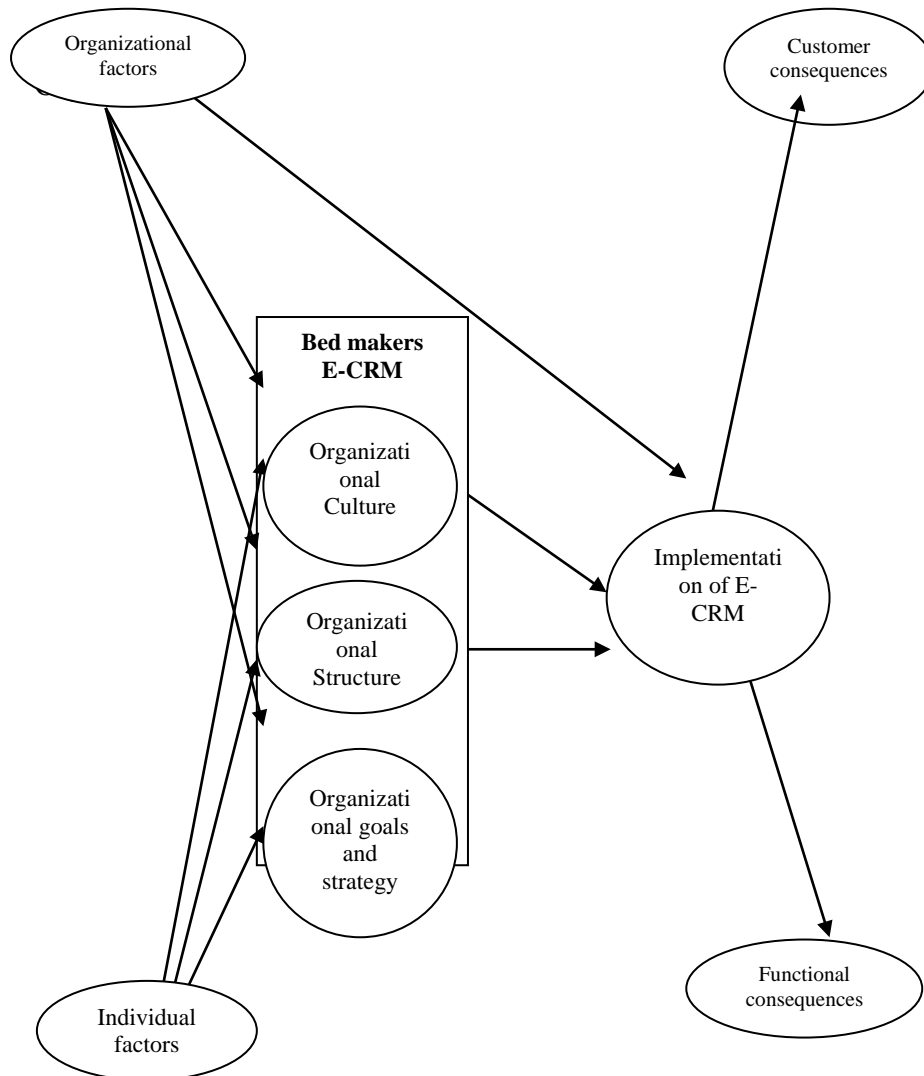 Organizational
factors
Customer
consequences
Bed makers
E-CRM
Organizati
onal
Culture
Implementati
on of E-
CRM
Organizati
onal
Structure
Organizati
onal goals
and
strategy
Functional
consequences
Individual
factors